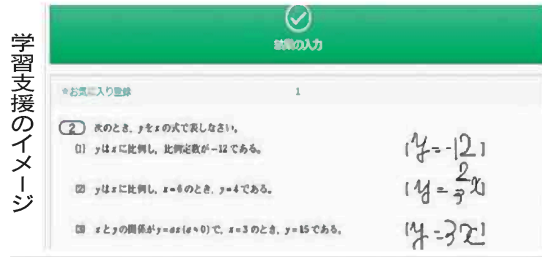 学習支援のイメージ
の入力
*お気に入り登録 1
2 次のとき、yをxの式で表しなさい。
(1) yはxに比例し、比例定数が-12である。 [y=-12]
(2) yはxに比例し、x=6のとき、y=4である。 [y=2/3x]
(3) xとyの関係がy=ax(a≠0)で、x=3のとき、y=15である。 [y=3x]